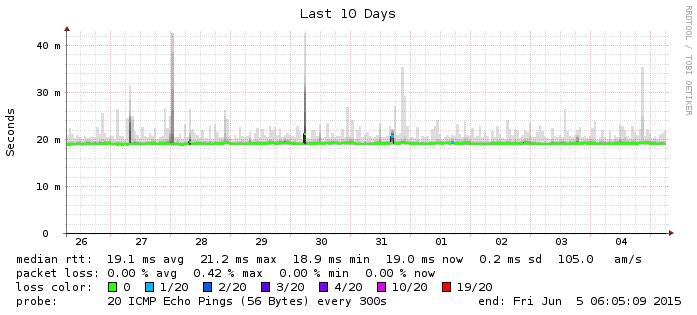 Last 10 Days
RRDTOOL / TOBI OETIKER
Seconds
40 m
30 m
20 m
10 m
0
26 27 28 29 30 31 01 02 03 04
median rtt: 19.1 ms avg 21.2 ms max 18.9 ms min 19.0 ms now 0.2 ms sd 105.0 am/s
packet loss: 0.00 % avg 0.42 % max 0.00 % min 0.00 % now
loss color: 0 1/20 2/20 3/20 4/20 10/20 19/20
probe: 20 ICMP Echo Pings (56 Bytes) every 300s end: Fri Jun 5 06:05:09 2015